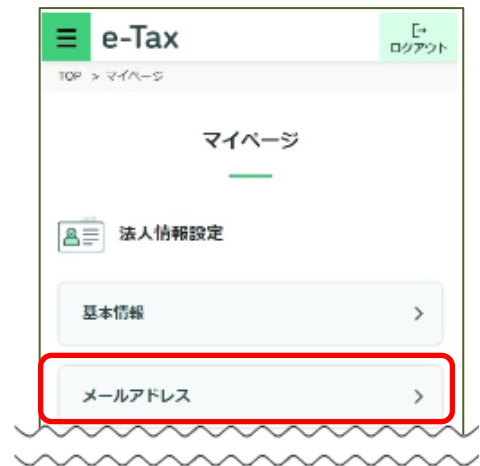 e-Tax
ログアウト
TOP > マイページ
マイページ
法人情報設定
基本情報
メールアドレス